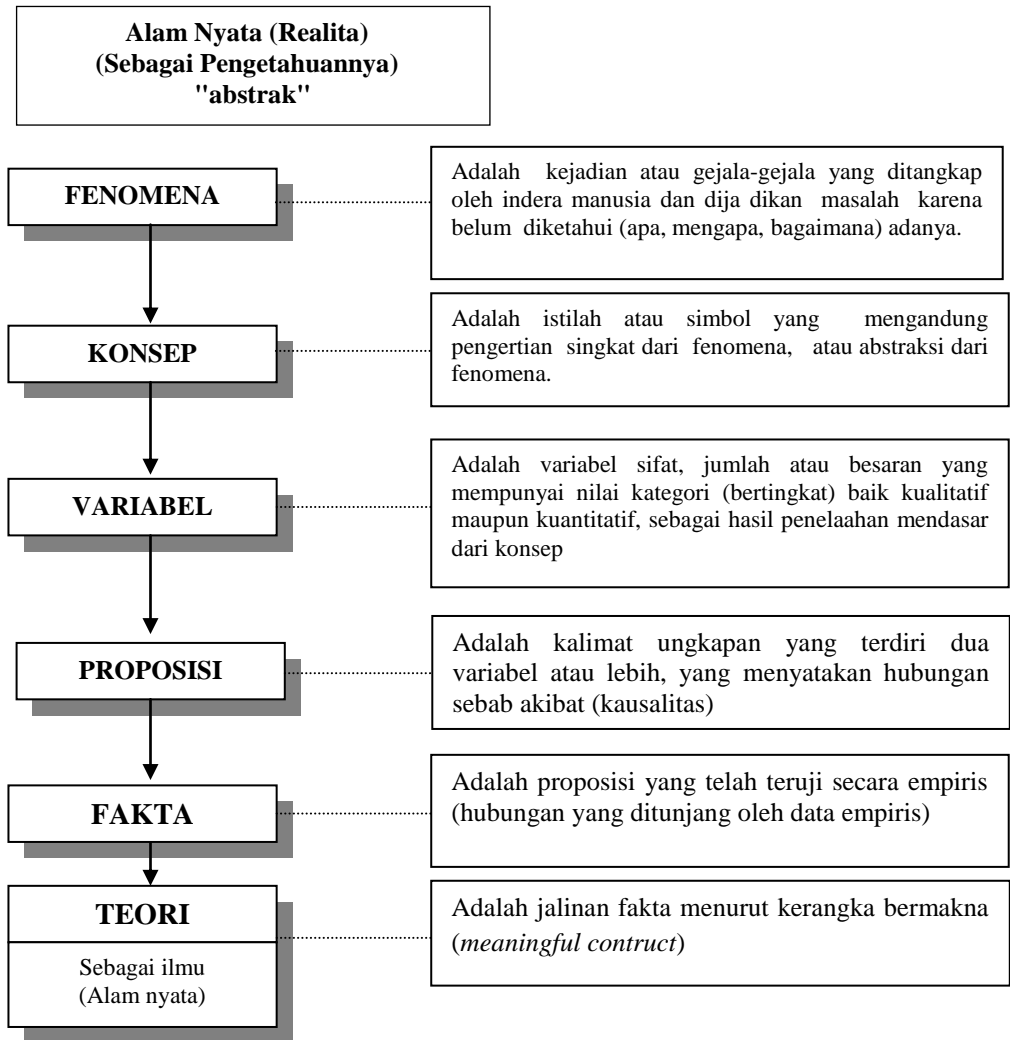 Alam Nyata (Realita)
(Sebagai Pengetahuannya)
"abstrak"
FENOMENA
Adalah kejadian atau gejala-gejala yang ditangkap
oleh indera manusia dan dija dikan masalah karena
belum diketahui (apa, mengapa, bagaimana) adanya.
KONSEP
Adalah istilah atau simbol yang mengandung
pengertian singkat dari fenomena, atau abstraksi dari
fenomena.
VARIABEL
Adalah variabel sifat, jumlah atau besaran yang
mempunyai nilai kategori (bertingkat) baik kualitatif
maupun kuantitatif, sebagai hasil penelaahan mendasar
dari konsep
PROPOSISI
Adalah kalimat ungkapan yang terdiri dua
variabel atau lebih, yang menyatakan hubungan
sebab akibat (kausalitas)
FAKTA
Adalah proposisi yang telah teruji secara empiris
(hubungan yang ditunjang oleh data empiris)
TEORI
Sebagai ilmu
(Alam nyata)
Adalah jalinan fakta menurut kerangka bermakna
(meaningful contruct)